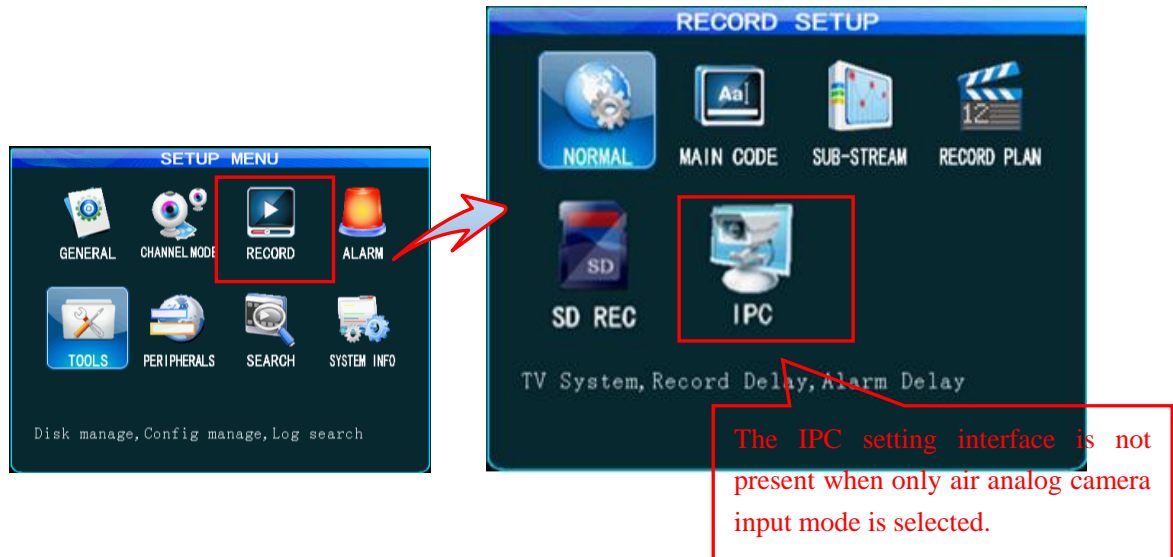 SETUP MENU
GENERAL
CHANNEL MODE
RECORD
ALARM
TOOLS
PERIPHERALS
SEARCH
SYSTEM INFO
Disk manage,Config manage,Log search
RECORD SETUP
NORMAL
Aa
MAIN CODE
SUB-STREAM
12
RECORD PLAN
SD
SD REC
IPC
TV System,Record Delay,Alarm Delay
The IPC setting interface is not
present when only air analog camera
input mode is selected.